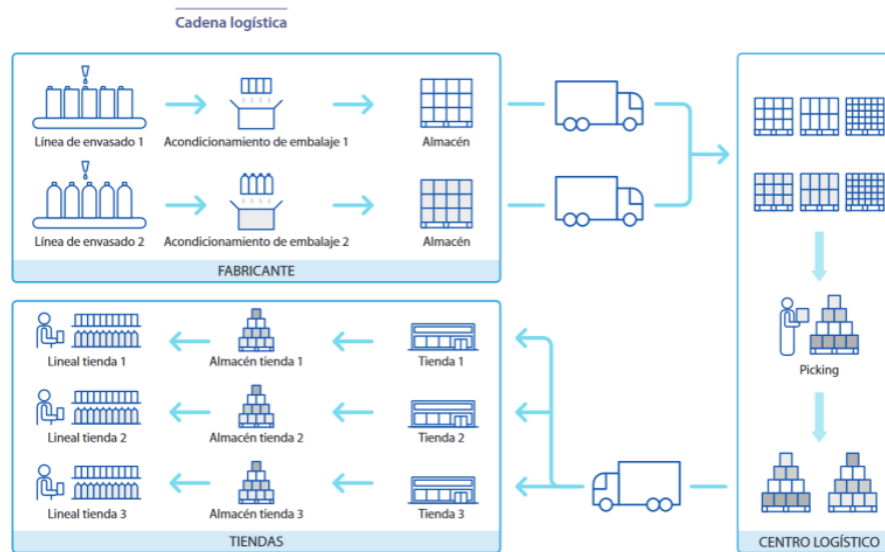 Cadena logística
Línea de envasado 1
Acondicionamiento de embalaje 1
Almacén
Línea de envasado 2
Acondicionamiento de embalaje 2
Almacén
FABRICANTE
Picking
CENTRO LOGÍSTICO
Lineal tienda 1
Almacén tienda 1
Tienda 1
Lineal tienda 2
Almacén tienda 2
Tienda 2
Lineal tienda 3
Almacén tienda 3
Tienda 3
TIENDAS